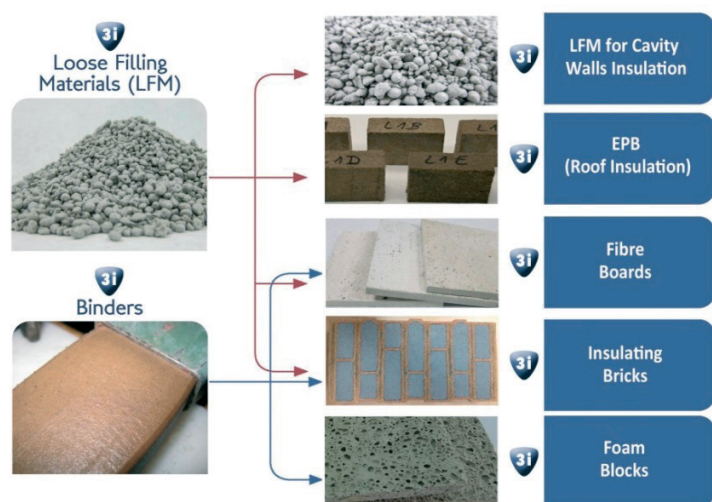 3i
Loose Filling
Materials (LFM)
3i
Binders
3i
LFM for Cavity
Walls Insulation
L1B
L1D
L1E
3i
EPB
(Roof Insulation)
3i
Fibre
Boards
3i
Insulating
Bricks
3i
Foam
Blocks